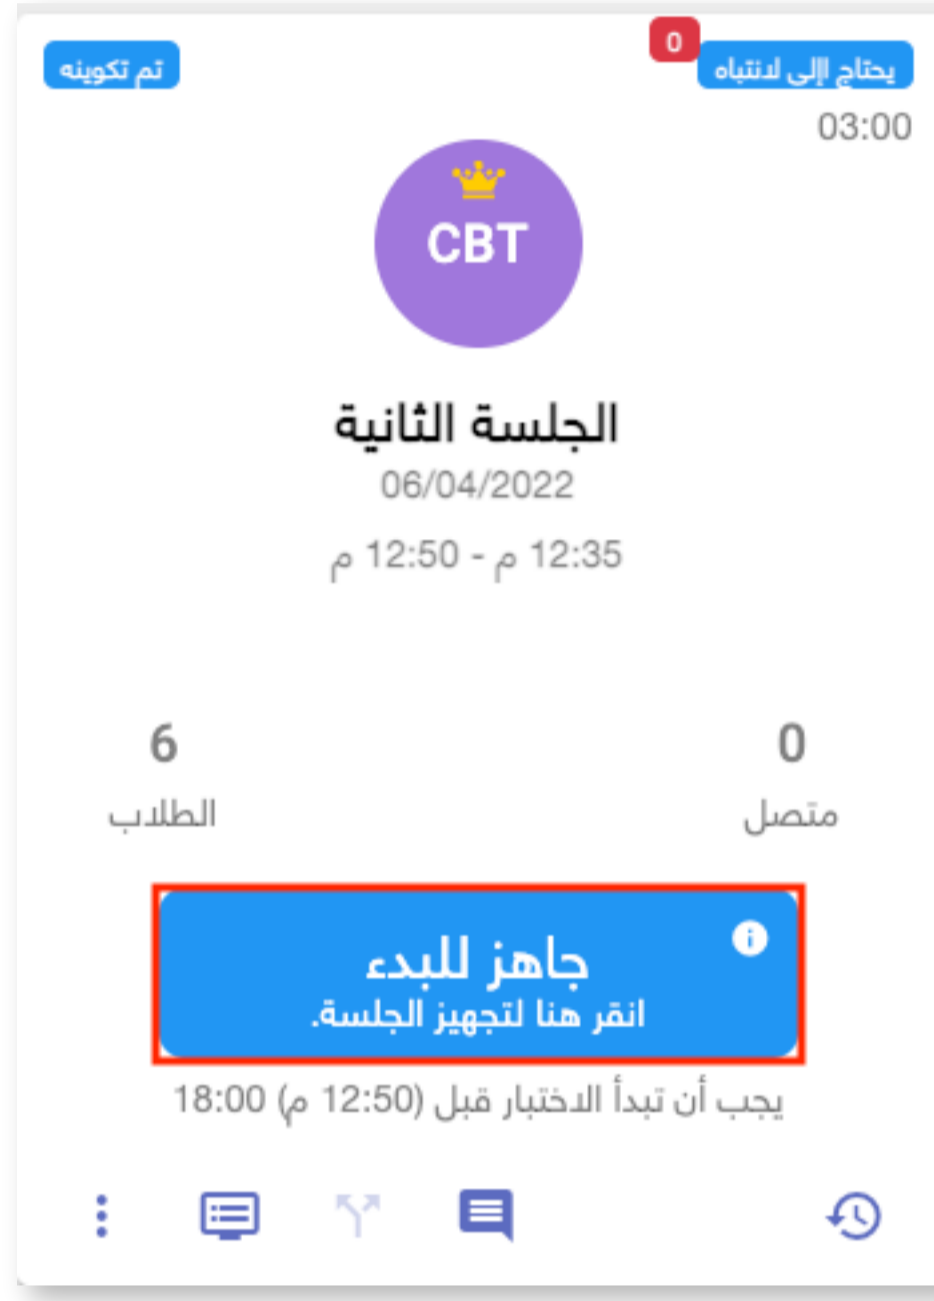 0
يحتاج اإلى لانتباه
تم تكوينه
03:00
CBT
الجلسة الثانية
06/04/2022
12:35 م - 12:50 م
0
متصل
6
الطلاب
جاهز للبدء
انقر هنا لتجهيز الجلسة.
يجب أن تبدأ الاختبار قبل (12:50 م) 18:00